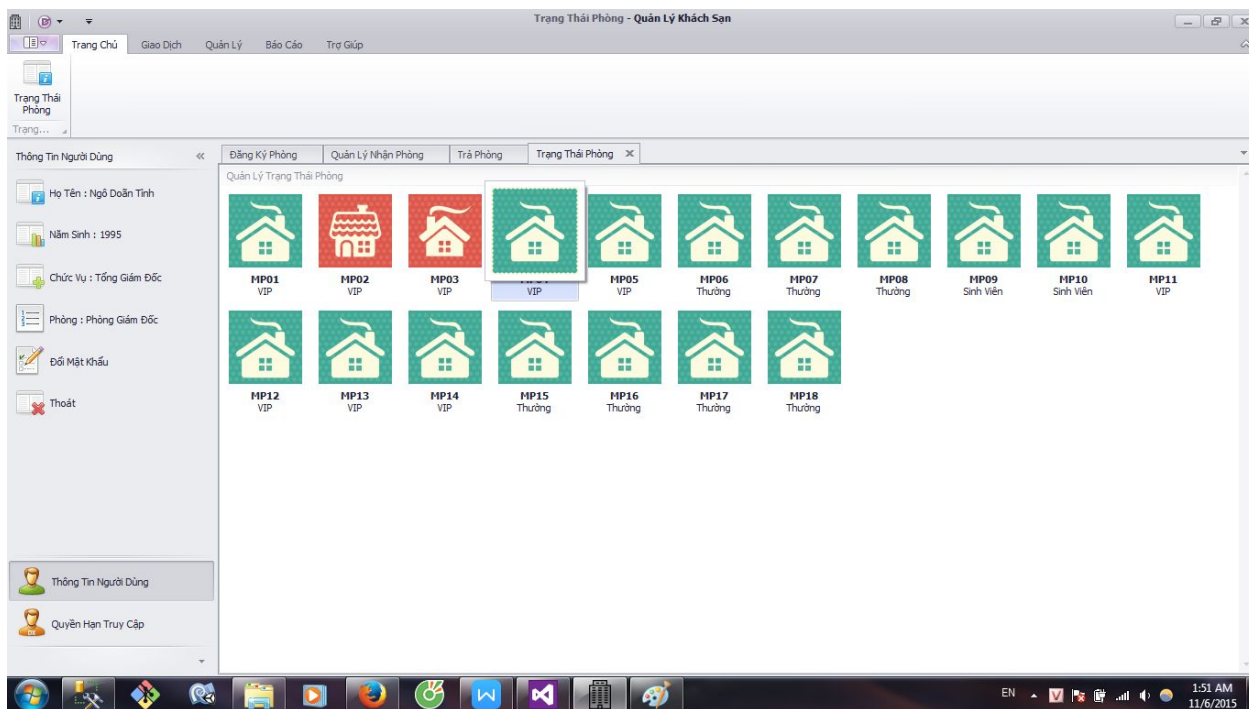 Trạng Thái Phòng - Quản Lý Khách Sạn
Trang Chủ Giao Dịch Quản Lý Báo Cáo Trợ Giúp
Trạng Thái
Phòng
Trạng...
Thông Tin Người Dùng
Đăng Ký Phòng Quản Lý Nhận Phòng Trả Phòng Trạng Thái Phòng
Quản Lý Trạng Thái Phòng
Họ Tên : Ngô Doãn Tình
Năm Sinh : 1995
Chức Vụ : Tổng Giám Đốc
Phòng : Phòng Giám Đốc
Đổi Mật Khẩu
Thoát
MP01 MP02 MP03 MP05 MP06 MP07 MP08 MP09 MP10 MP11
VIP VIP VIP VIP VIP Thường Thường Thường Sinh Viên Sinh Viên VIP
MP12 MP13 MP14 MP15 MP16 MP17 MP18
VIP VIP VIP Thường Thường Thường Thường
Thông Tin Người Dùng
Quyền Hạn Truy Cập
EN
1:51 AM
11/6/2015